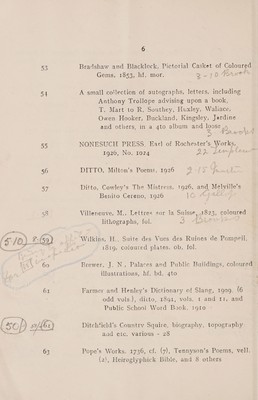 6
53 Bradshaw and Blacklock, Pictorial Casket of Coloured
Gems, 1853, hf. mor.
54 A small collection of autographs, letters, including
Anthony Trollope advising upon a book,
T. Mart to R. Southey, Huxley, Wallace,
Owen Hooker, Buckland, Kingsley, Jardine
and others, in a 4to album and loose
55 NONESUCH PRESS. Earl of Rochester's Works,
1926, No. 1024
56 DITTO, Milton's Poems, 1926
57 Ditto, Cowley's The Mistress, 1926, and Melville's
Benito Cereno, 1926
58 Villeneuve, M., Lettres sur la Suisse, 1823, coloured
lithographs, fol.
5/10 59 Wilkins, H., Suite des Vues des Ruines de Pompeii,
1819, coloured plates, ob. fol.
60 Brewer, J. N., Palaces and Public Buildings, coloured
illustrations, hf. bd. 4to
61 Farmer and Henley's Dictionary of Slang, 1909, (6
odd vols.), ditto, 1891, vols. 1 and 11, and
Public School Word Book, 1910
50/ 62 Ditchfield's Country Squire, biography, topography
and etc. various - 28
63 Pope's Works, 1736, cf. (7), Tennyson's Poems, vell.
(2), Heiroglyphick Bible, and 8 others